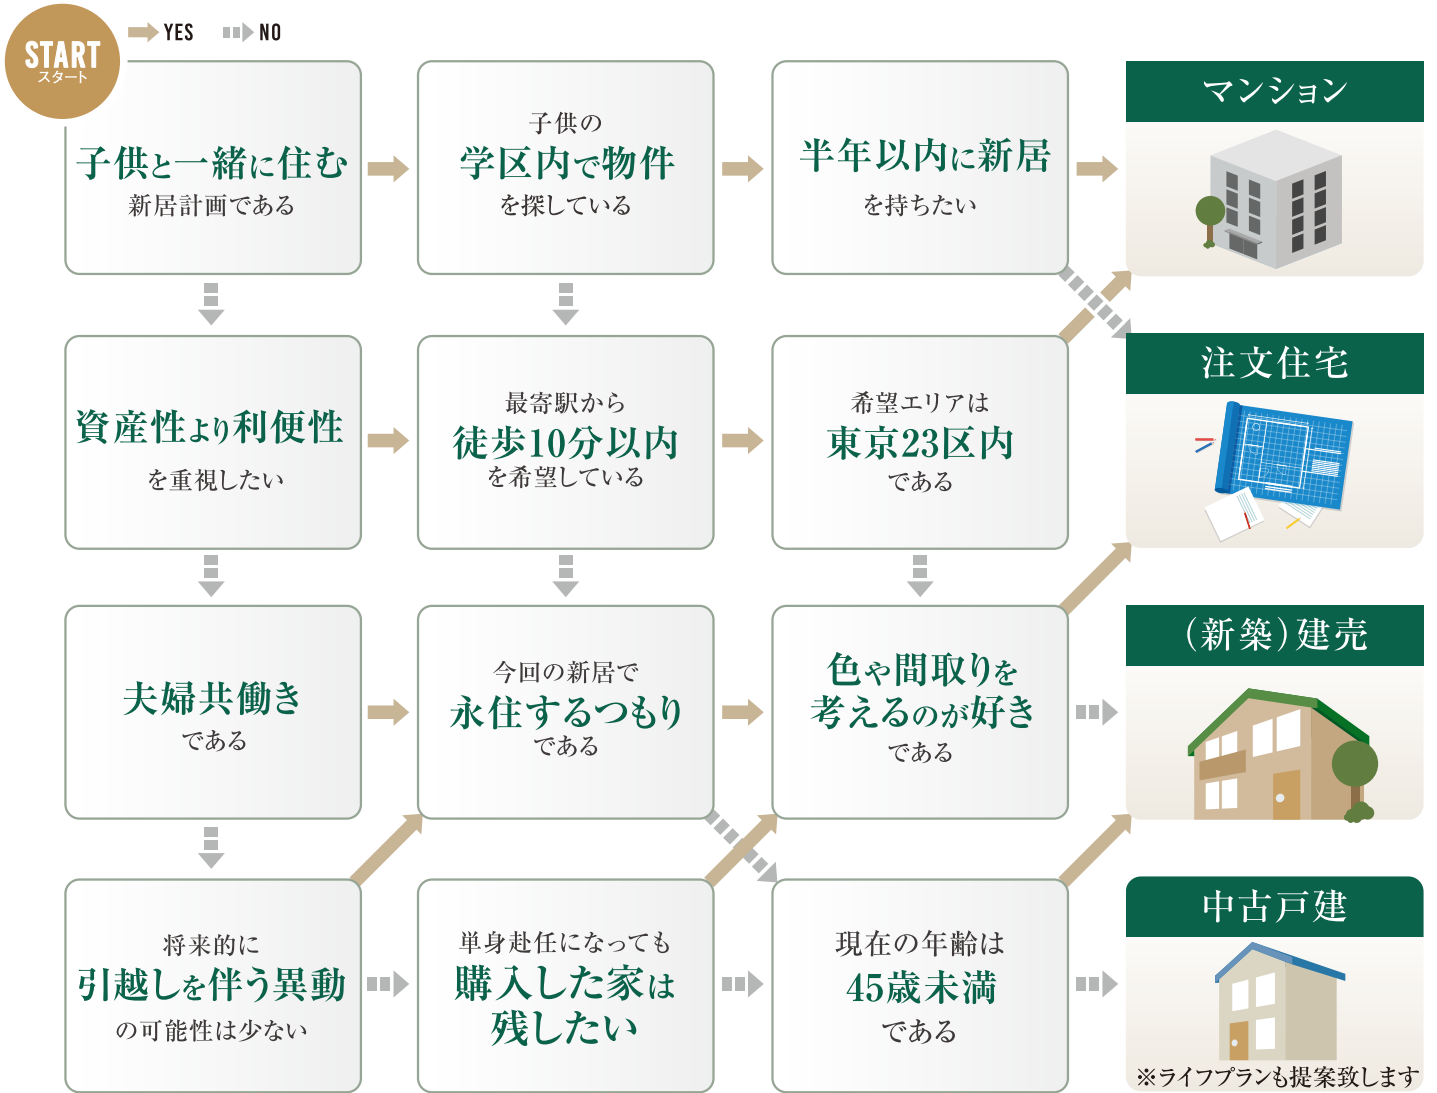 START
スタート
YES
NO
子供と一緒に住む
新居計画である
子供の
学区内で物件
を探している
半年以内に新居
を持ちたい
マンション
資産性より利便性
を重視したい
最寄駅から
徒歩10分以内
を希望している
希望エリアは
東京23区内
である
注文住宅
夫婦共働き
である
今回の新居で
永住するつもり
である
色や間取りを
考えるのが好き
である
（新築）建売
将来的に
引越しを伴う異動
の可能性は少ない
単身赴任になっても
購入した家は
残したい
現在の年齢は
45歳未満
である
中古戸建
※ライフプランも提案致します